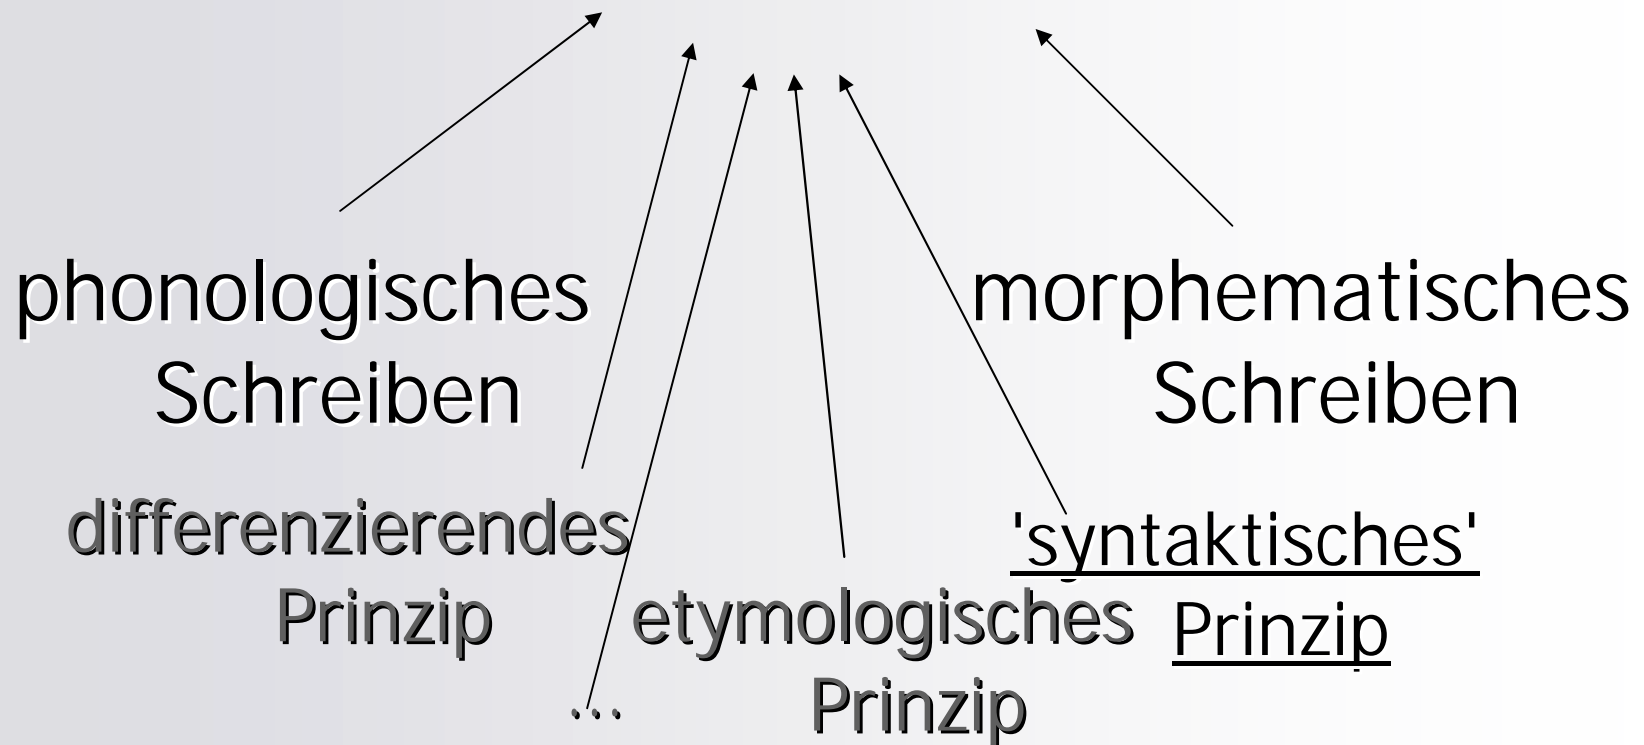 phonologisches
Schreiben
morphematisches
Schreiben
differenzierendes
Prinzip
...
etymologisches
Prinzip
'syntaktisches'
Prinzip